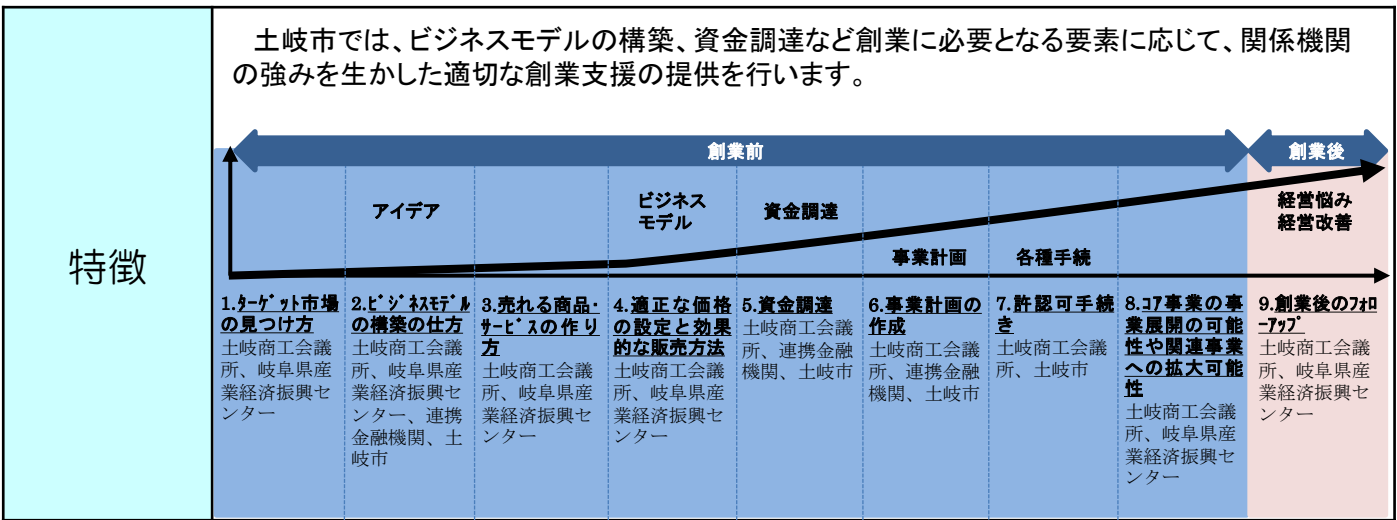 特徴
土岐市では、ビジネスモデルの構築、資金調達など創業に必要となる要素に応じて、関係機関
の強みを生かした適切な創業支援の提供を行います。
創業前
創業後
アイデア
ビジネス
モデル
資金調達
事業計画
各種手続
経営悩み
経営改善
1.ﾀｰｹﾞｯﾄ市場
の見つけ方
土岐商工会議
所、岐阜県産
業経済振興セ
ンター
2.ﾋﾞｼﾞﾈｽﾓﾃﾞﾙ
の構築の仕方
土岐商工会議
所、岐阜県産
業経済振興セ
ンター、連携
金融機関、土
岐市
3.売れる商品・
ｻｰﾋﾞｽの作り
方
土岐商工会議
所、岐阜県産
業経済振興セ
ンター
4.適正な価格
の設定と効果
的な販売方法
土岐商工会議
所、岐阜県産
業経済振興セ
ンター
5.資金調達
土岐商工会議
所、連携金融
機関、土岐市
6.事業計画の
作成
土岐商工会議
所、連携金融
機関、土岐市
7.許認可手続
き
土岐商工会議
所、土岐市
8.ｺｱ事業の事
業展開の可能
性や関連事業
への拡大可能
性
土岐商工会議
所、岐阜県産
業経済振興セ
ンター
9.創業後のﾌｫﾛ
ｰｱｯﾌﾟ
土岐商工会議
所、岐阜県産
業経済振興セ
ンター